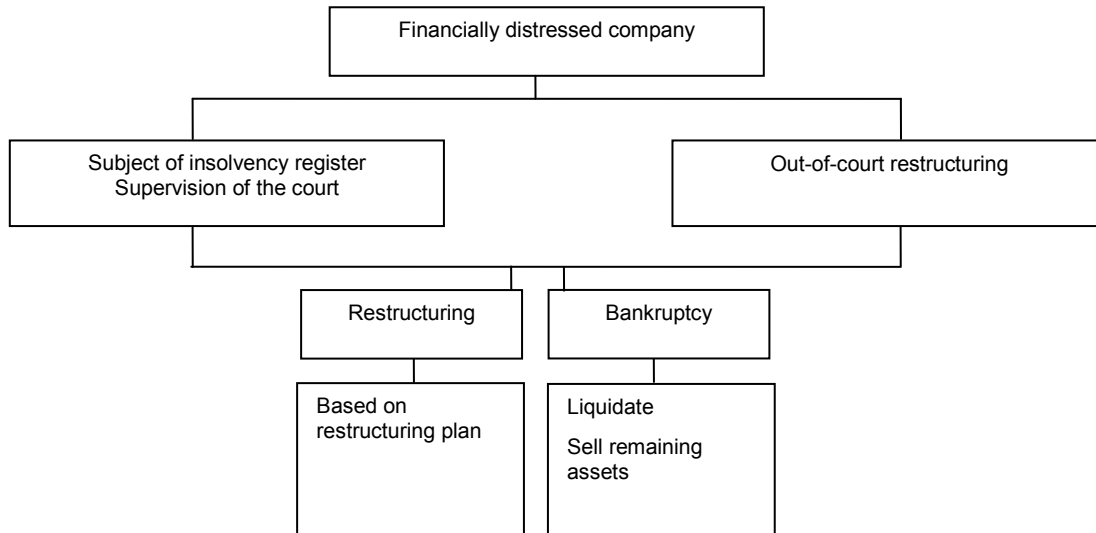 Financially distressed company
Subject of insolvency register
Supervision of the court
Out-of-court restructuring
Restructuring
Bankruptcy
Based on
restructuring plan
Liquidate
Sell remaining
assets